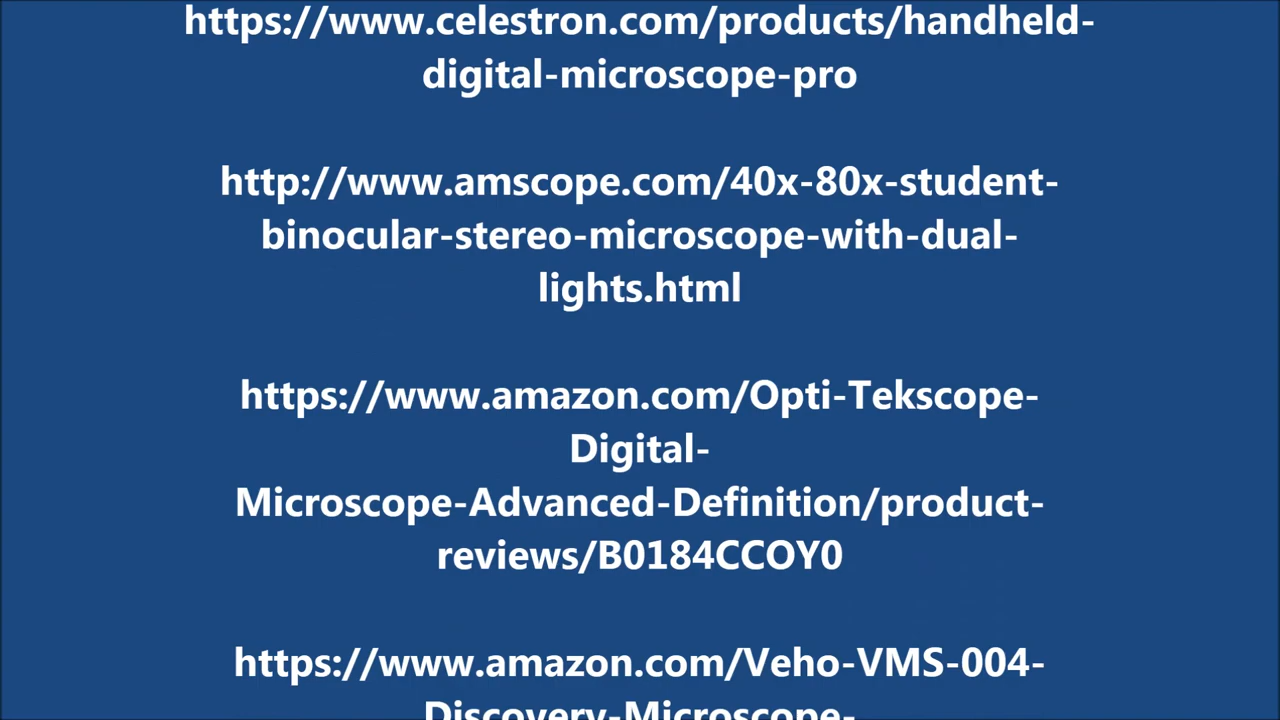 https://www.celestron.com/products/handheld-
digital-microscope-pro
http://www.amscope.com/40x-80x-student-
binocular-stereo-microscope-with-dual-
lights.html
https://www.amazon.com/Opti-Tekscope-
Digital-
Microscope-Advanced-Definition/product-
reviews/B0184CCOY0
https://www.amazon.com/Veho-VMS-004-
Discovery-Microscope-